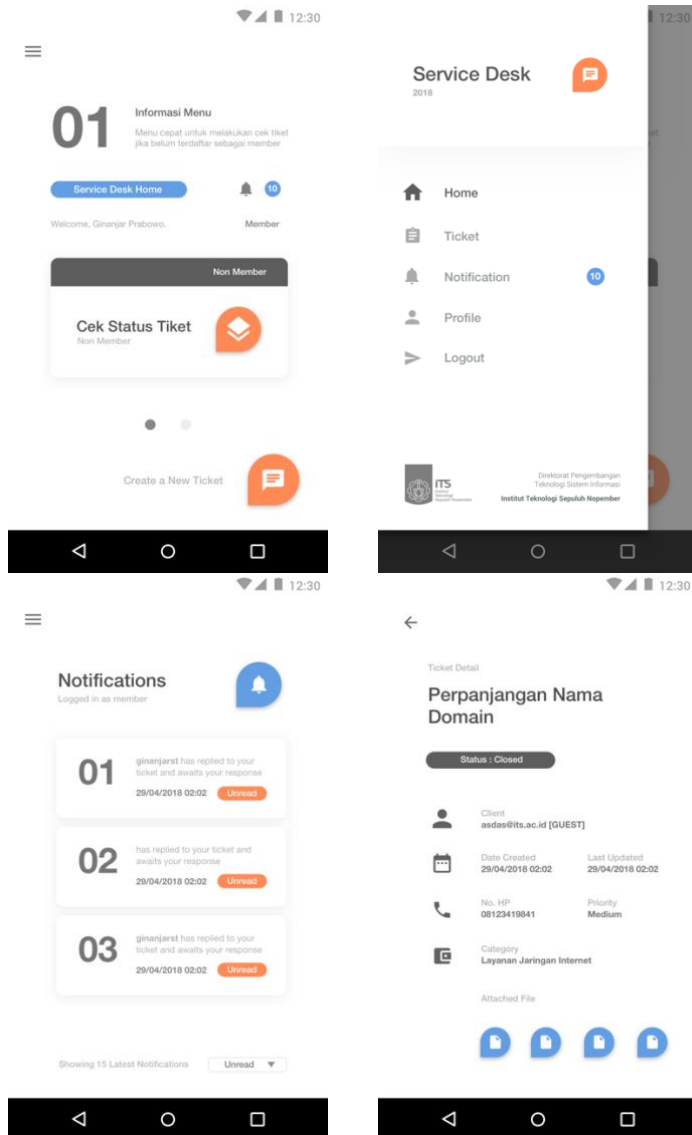 12:30
01
Informasi Menu
Menu cepat untuk melakukan cek tiket
jika belum terdaftar sebagai member
Service Desk Home
10
Welcome, Ginanjar Prabowo.
Member
Non Member
Cek Status Tiket
Non Member
Create a New Ticket
12:30
Service Desk
2018
Home
Ticket
Notification
10
Profile
Logout
ITS
Institut
Teknologi
Sepuluh Nopember
Direktorat Pengembangan
Teknologi Sistem Informasi
Institut Teknologi Sepuluh Nopember
12:30
Notifications
Logged in as member
01
ginanjarst has replied to your
ticket and awaits your response
29/04/2018 02:02 Unread
02
has replied to your ticket and
awaits your response
29/04/2018 02:02 Unread
03
ginanjarst has replied to your
ticket and awaits your response
29/04/2018 02:02 Unread
Showing 15 Latest Notifications
Unread
12:30
Ticket Detail
Perpanjangan Nama
Domain
Status : Closed
Client
asdas@its.ac.id [GUEST]
Date Created
29/04/2018 02:02
Last Updated
29/04/2018 02:02
No. HP
08123419841
Priority
Medium
Category
Layanan Jaringan Internet
Attached File